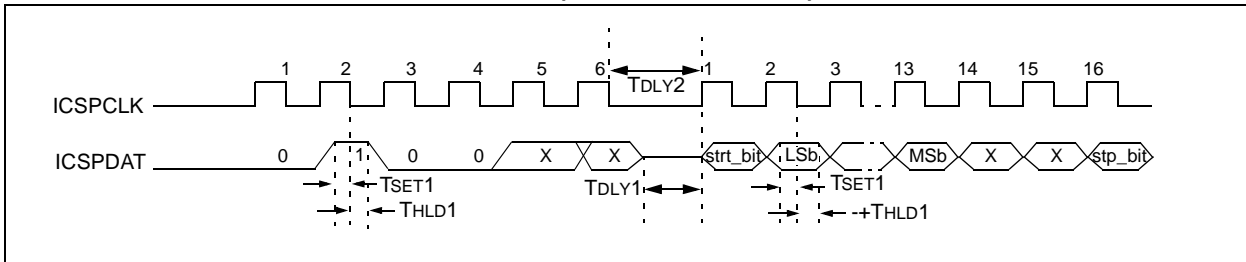 1 2 3 4 5 6 1 2 3 13 14 15 16
TDLY2
ICSPCLK
ICSPDAT
0 1 0 0 X X strt_bit LSb MSb X X stp_bit
TSET1 TDLY1 TSET1
THLD1 -+THLD1